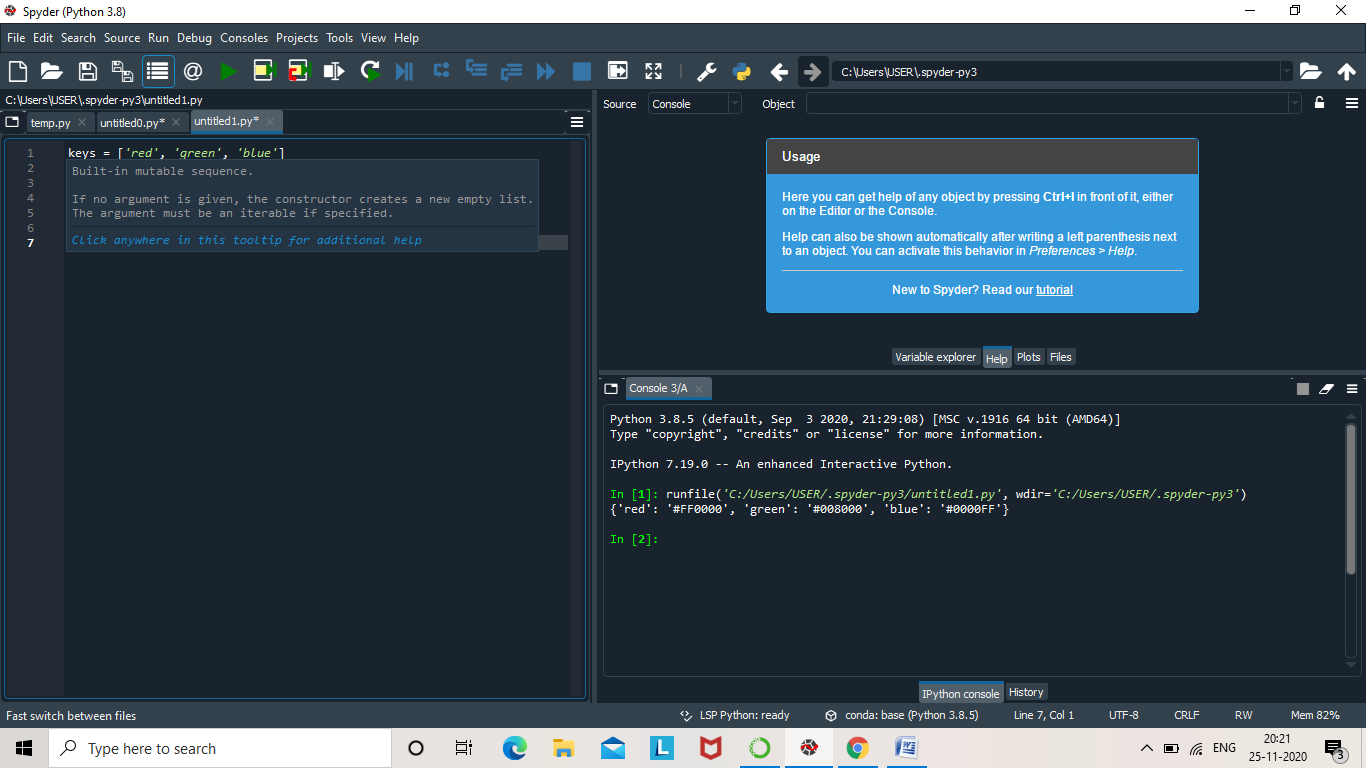 Spyder (Python 3.8)
File Edit Search Source Run Debug Consoles Projects Tools View Help
C:\Users\USER\.spyder-py3
C:\Users\USER\.spyder-py3\untitled1.py
temp.py untitled0.py* untitled1.py*
1 keys = ['red', 'green', 'blue']
2
3
4
5
6
7
Built-in mutable sequence.
If no argument is given, the constructor creates a new empty list.
The argument must be an iterable if specified.
Click anywhere in this tooltip for additional help
Source Console Object
Usage
Here you can get help of any object by pressing Ctrl+I in front of it, either
on the Editor or the Console.
Help can also be shown automatically after writing a left parenthesis next
to an object. You can activate this behavior in Preferences > Help.
New to Spyder? Read our tutorial
Variable explorer Help Plots Files
Console 3/A
Python 3.8.5 (default, Sep  3 2020, 21:29:08) [MSC v.1916 64 bit (AMD64)]
Type "copyright", "credits" or "license" for more information.
IPython 7.19.0 -- An enhanced Interactive Python.
In [1]: runfile('C:/Users/USER/.spyder-py3/untitled1.py', wdir='C:/Users/USER/.spyder-py3')
{'red': '#FF0000', 'green': '#008000', 'blue': '#0000FF'}
In [2]:
IPython console History
Fast switch between files LSP Python: ready conda: base (Python 3.8.5) Line 7, Col 1 UTF-8 CRLF RW Mem 82%
Type here to search
L
W
ENG
20:21
25-11-2020
3